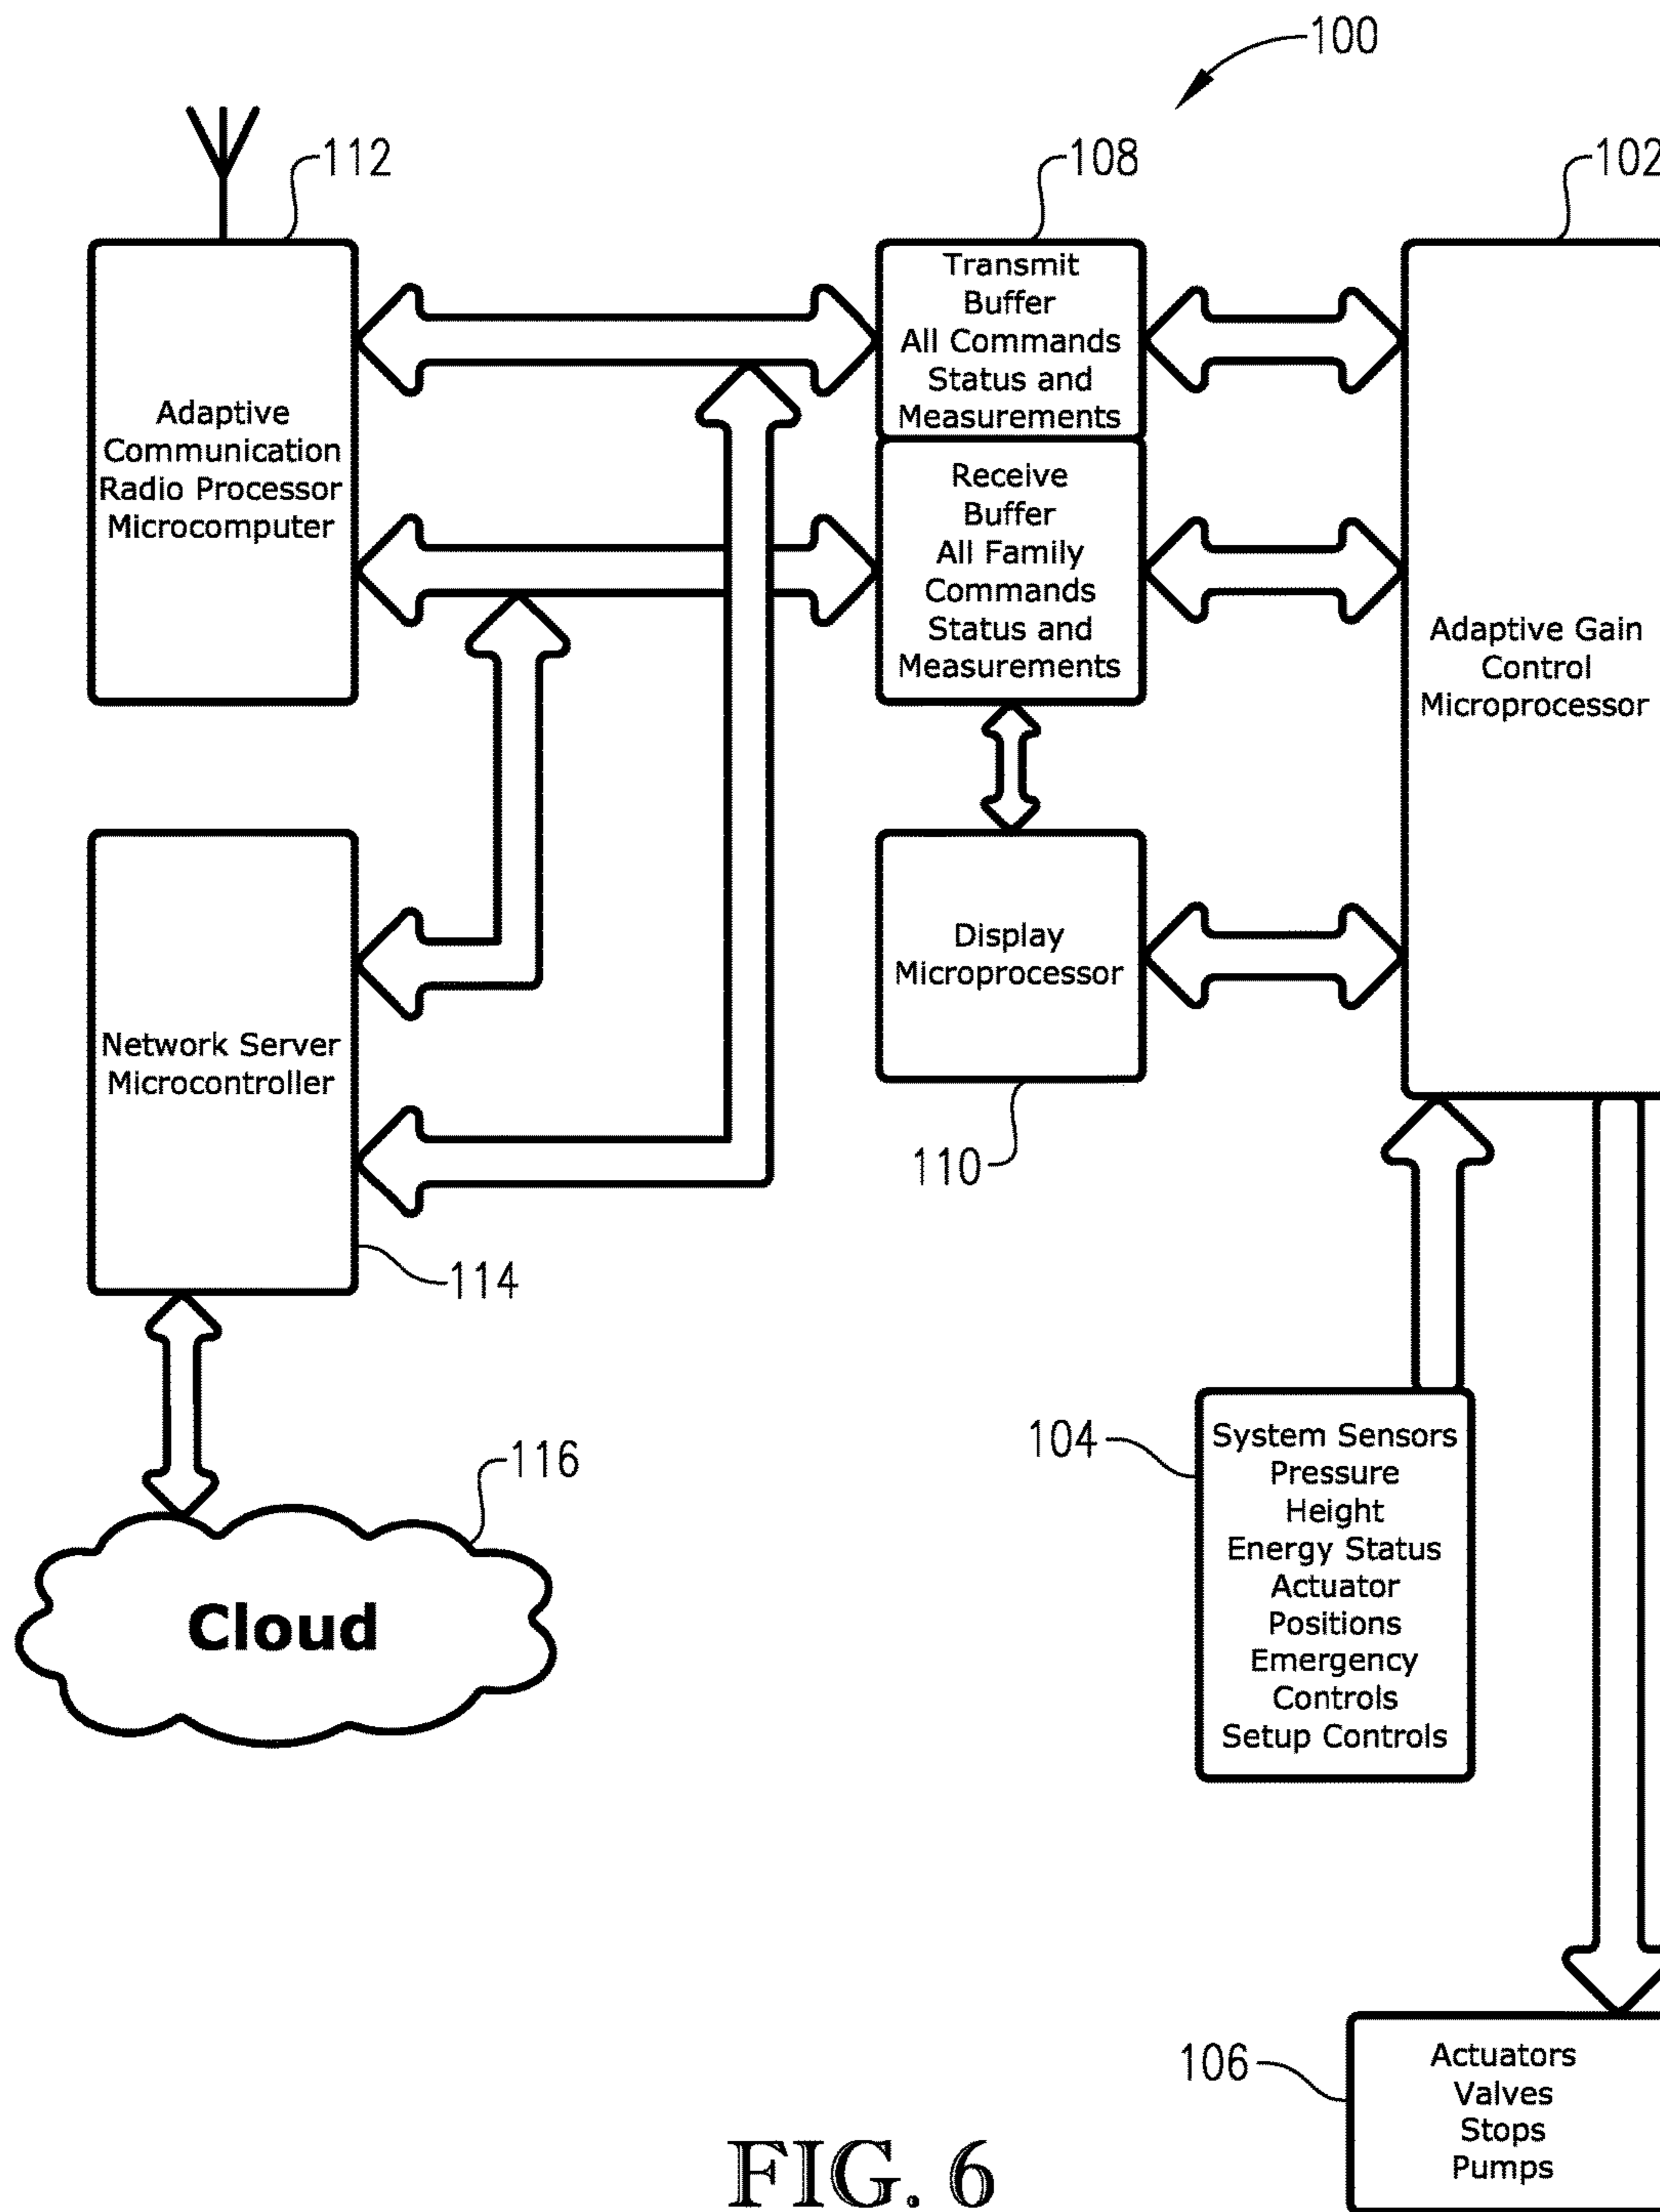 100
112
108
102
Transmit
Buffer
All Commands
Status and
Measurements
Adaptive
Communication
Radio Processor
Microcomputer
Receive
Buffer
All Family
Commands
Status and
Measurements
Adaptive Gain
Control
Microprocessor
Display
Microprocessor
110
Network Server
Microcontroller
114
116
Cloud
104
System Sensors
Pressure
Height
Energy Status
Actuator
Positions
Emergency
Controls
Setup Controls
106
Actuators
Valves
Stops
Pumps
FIG. 6